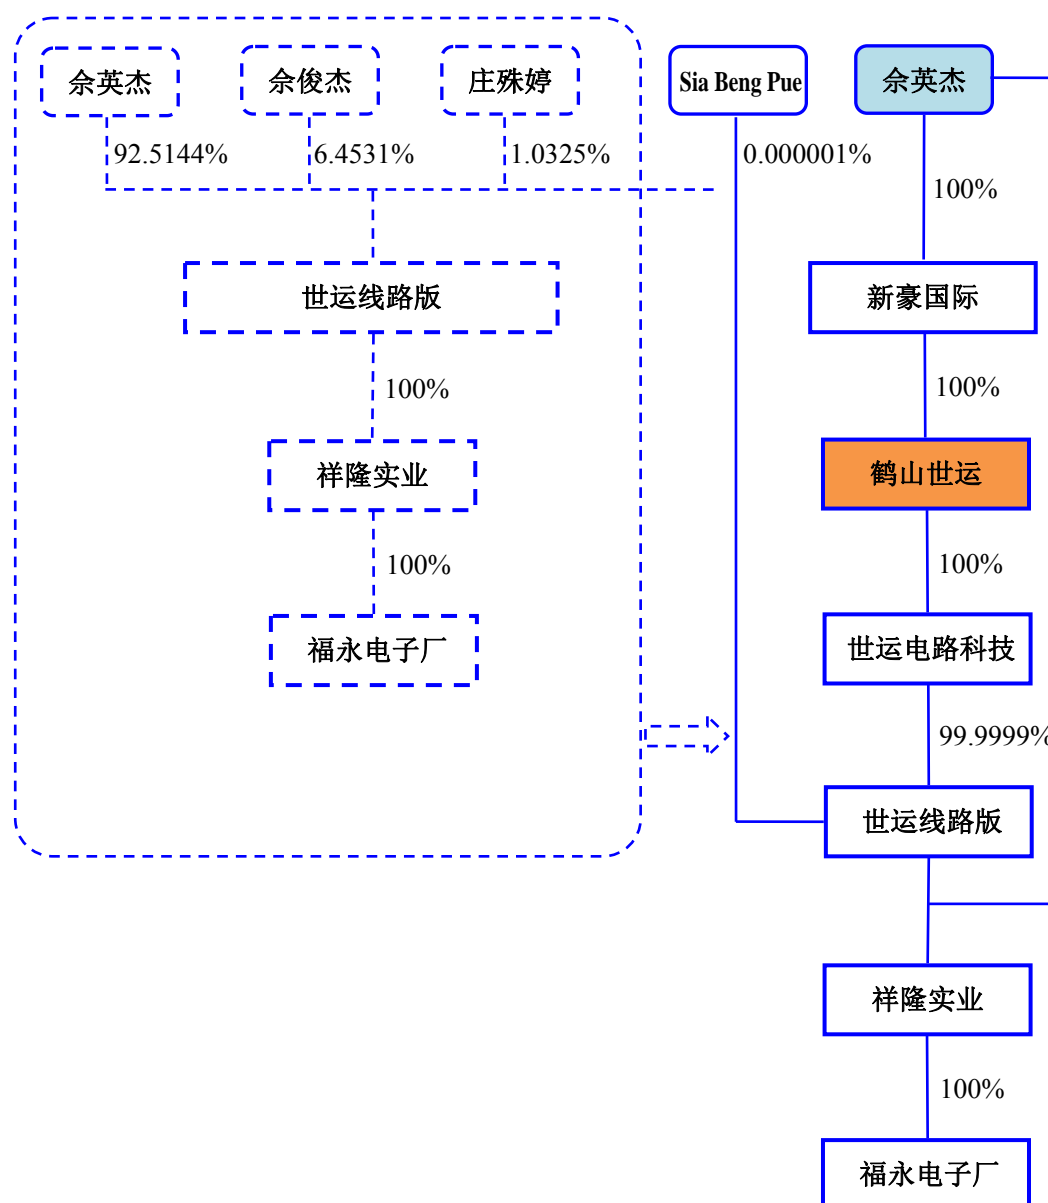 佘英杰
佘俊杰
庄殊婷
Sia Beng Pue
佘英杰
92.5144%
6.4531%
1.0325%
0.000001%
100%
世运线路版
新豪国际
100%
100%
祥隆实业
鹤山世运
100%
100%
福永电子厂
世运电路科技
99.9999%
世运线路版
祥隆实业
100%
福永电子厂